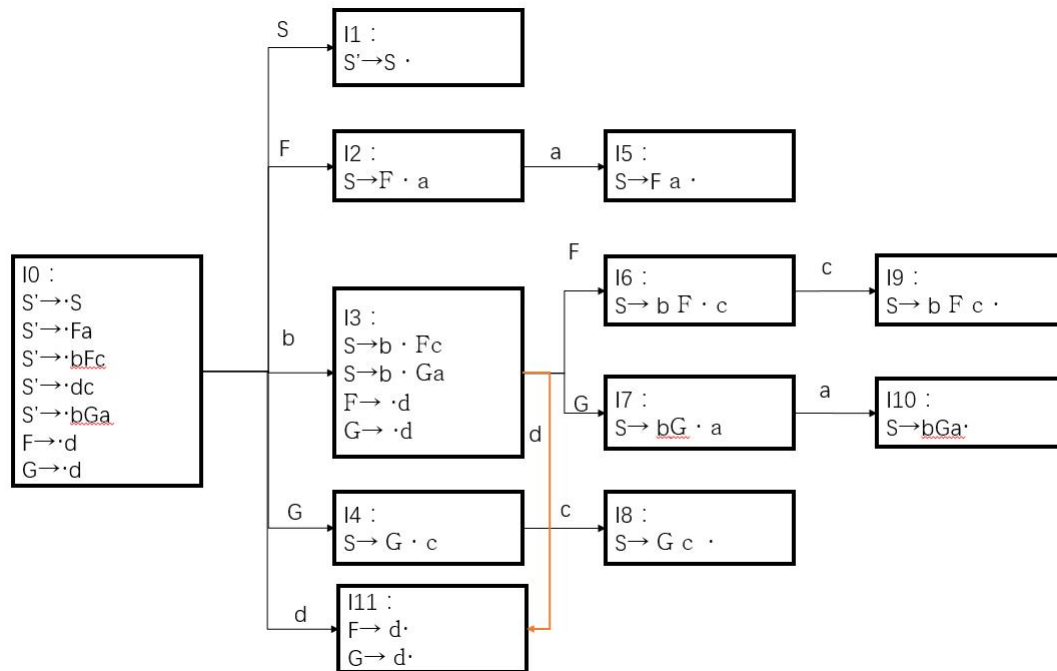 S
I1：
S'→S ·
F
I2：
S→F · a
a
I5：
S→F a ·
I0：
S'→·S
S'→·Fa
S'→·bFc
S'→·dc
S'→·bGa
F→·d
G→·d
b
I3：
S→b · Fc
S→b · Ga
F→ ·d
G→ ·d
F
I6：
S→ b F · c
c
I9：
S→ b F c ·
G
I7：
S→ bG · a
a
I10：
S→bGa·
d
G
I4：
S→ G · c
c
I8：
S→ G c ·
d
I11：
F→ d·
G→ d·